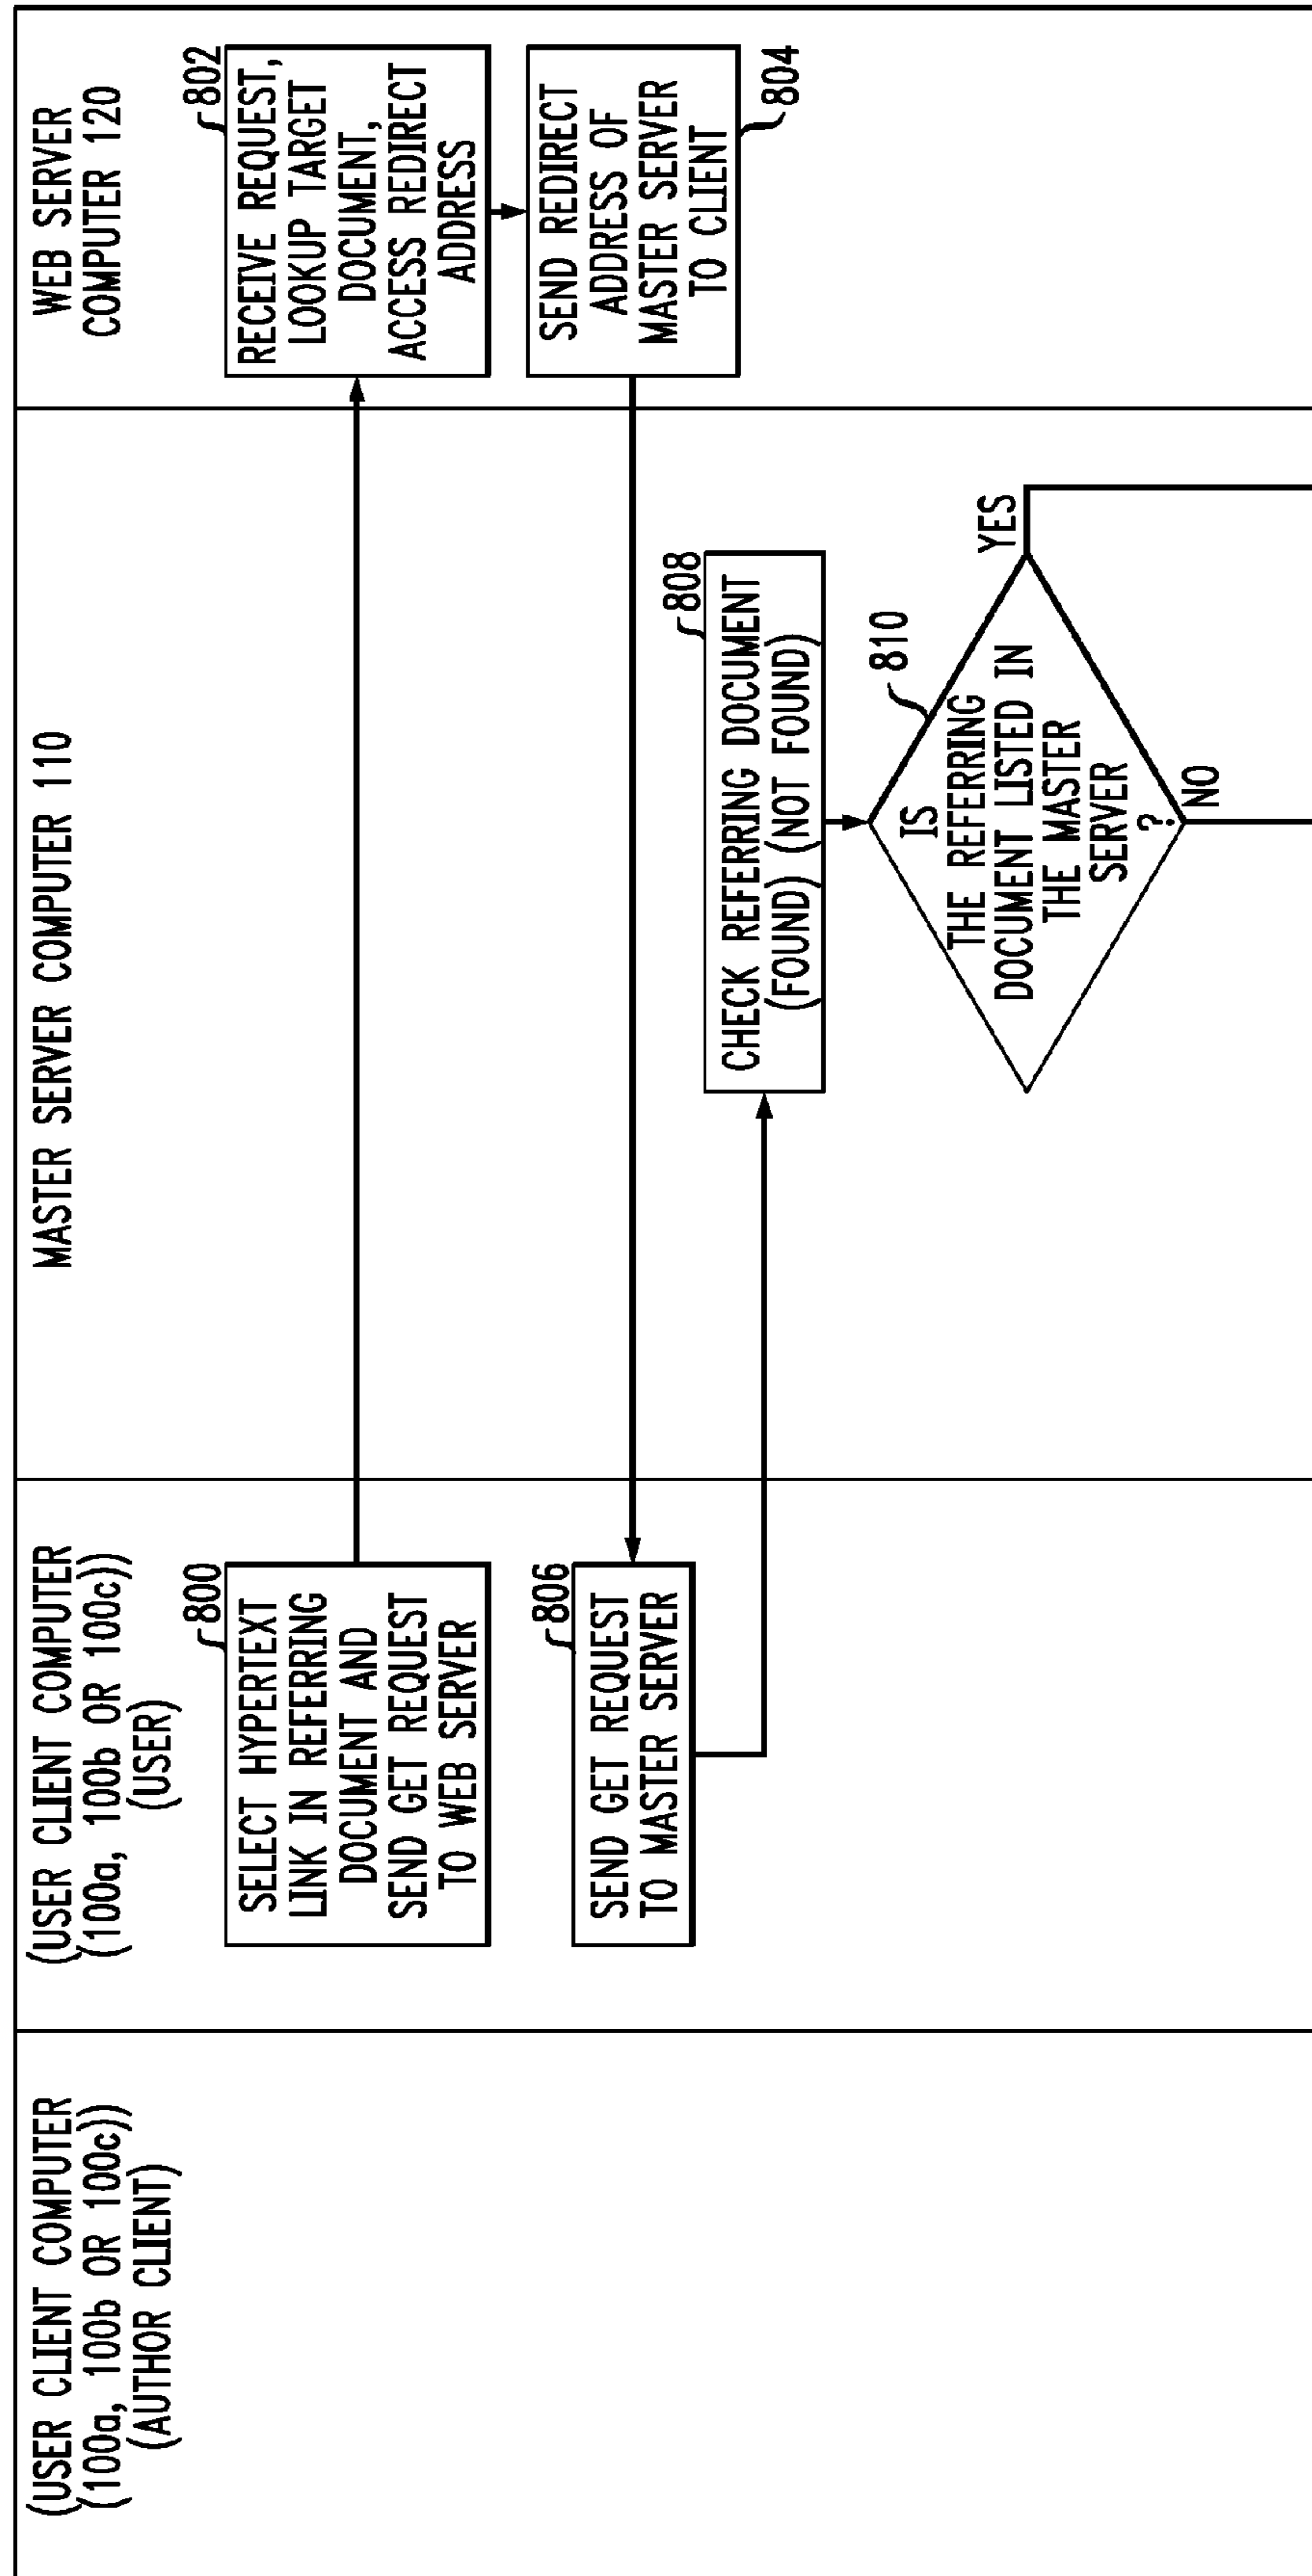 (USER CLIENT COMPUTER
(100a, 100b OR 100c))
(AUTHOR CLIENT)
(USER CLIENT COMPUTER
(100a, 100b OR 100c))
(USER)
MASTER SERVER COMPUTER 110
WEB SERVER
COMPUTER 120
800
SELECT HYPERTEXT
LINK IN REFERRING
DOCUMENT AND
SEND GET REQUEST
TO WEB SERVER
802
RECEIVE REQUEST,
LOOKUP TARGET
DOCUMENT,
ACCESS REDIRECT
ADDRESS
SEND REDIRECT
ADDRESS OF
MASTER SERVER
TO CLIENT
804
806
SEND GET REQUEST
TO MASTER SERVER
808
CHECK REFERRING DOCUMENT
(FOUND) (NOT FOUND)
810
IS
THE REFERRING
DOCUMENT LISTED IN
THE MASTER
SERVER
?
YES
NO